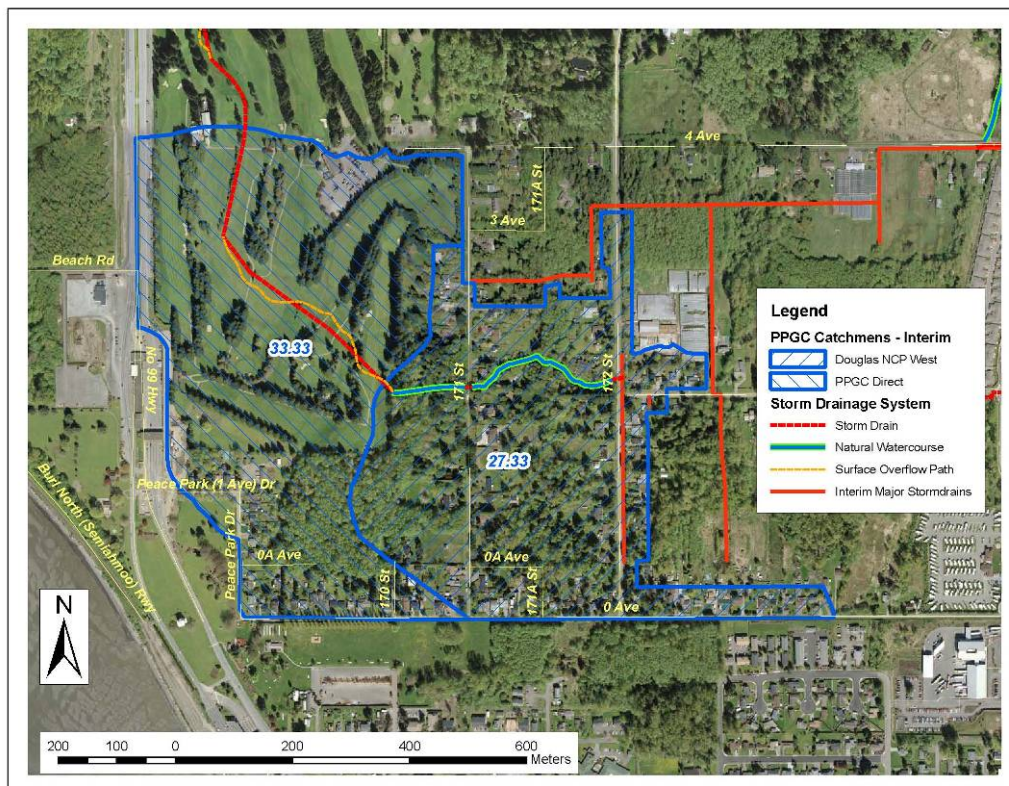 4 Ave
171A St
3 Ave
Beach Rd
No 99 Hwy
33.33
171 St
172 St
27.33
Legend
PPGC Catchmens - Interim
Douglas NCP West
PPGC Direct
Storm Drainage System
Storm Drain
Natural Watercourse
Surface Overflow Path
Interim Major Stormdrains
Burl North (Semiahmoo) Rwy
Peace Park (1 Ave) Dr
Peace Park Dr
0A Ave
170 St
0A Ave
171A St
0 Ave
N
200 100 0 200 400 600
Meters